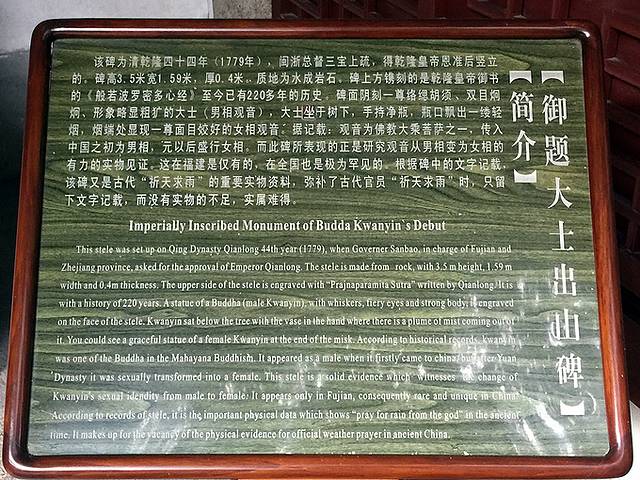 【御题大士出山碑】
【简介】
该碑为清乾隆四十四年（1779年），闽浙总督三宝上疏，得乾隆皇帝恩准后竖立
的。碑高3.5米宽1.59米，厚0.4米。质地为水成岩石。碑上方镌刻的是乾隆皇帝御书
的《般若波罗密多心经》至今已有220多年的历史。碑面阴刻一尊络缌胡须、双目炯
炯、形象略显粗犷的大士（男相观音），大士坐于树下，手持净瓶，瓶口飘出一缕轻
烟，烟端处显现一尊面目姣好的女相观音。据记载：观音为佛教大乘菩萨之一，传入
中国之初为男相，元以后盛行女相。而此碑所表现的正是研究观音从男相变为女相的
有力的实物见证。这在福建是仅有的，在全国也是极为罕见的。根据碑中的文字记载，
该碑又是古代“祈天求雨”的重要实物资料，弥补了古代官员“祈天求雨”时，只留
下文字记载，而没有实物的不足，实属难得。
Imperially Inscribed Monument of Budda Kwanyin's Debut
This stele was set up on Qing Dynasty Qianlong 44th year (1779), when Governer Sanbao, in charge of Fujian and
Zhejiang province, asked for the approval of Emperor Qianlong. The stele is made from rock, with 3.5 m height, 1.59 m
width and 0.4m thickness. The upper side of the stele is engraved with "Prajnaparamita Sutra" written by Qianlong. It is
with a history of 220 years. A statue of a Buddha (male Kwanyin), with whiskers, fiery eyes and strong body, is engraved
on the face of the stele. Kwanyin sat below the tree with the vase in the hand where there is a plume of mist coming out of
it. You could see a graceful statue of a female Kwanyin at the end of the misk. According to historical records, kwanyin
was one of the Buddha in the Mahayana Buddhism. It appeared as a male when it firstly came to china, but after Yuan
Dynasty it was sexually transformed into a female. This stele is a solid evidence which witnesses the change of
Kwanyin's sexual idendity from male to female. It appears only in Fujian, consequently rare and unique in China.
According to records of stele, it is the important physical data which shows "pray for rain from the god" in the ancient
time. It makes up for the vacancy of the physical evidence for official weather prayer in ancient China.